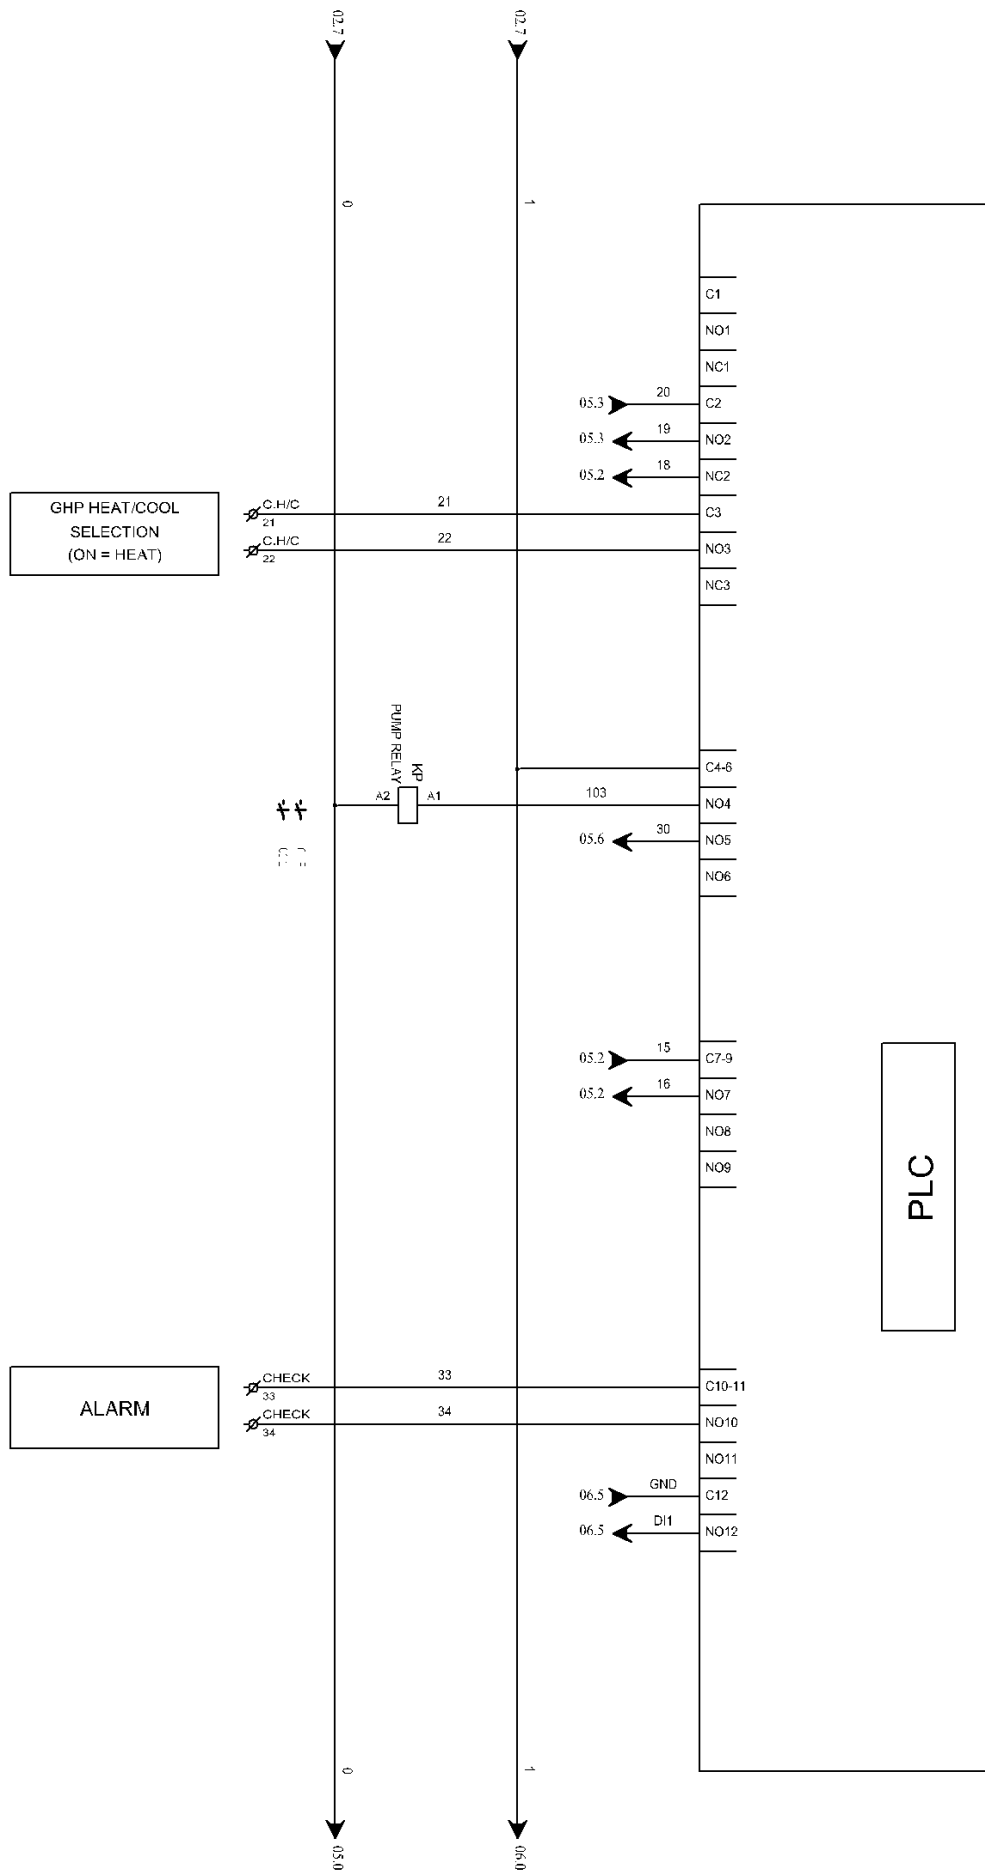 02.7
02.7
0
1
C1
NO1
NC1
05.3
20
C2
05.3
19
NO2
05.2
18
NC2
GHP HEAT/COOL
SELECTION
(ON = HEAT)
C.H/C
21
21
C3
C.H/C
22
22
NO3
NC3
PUMP RELAY
KP
C4-6
A2
A1
103
NO4
05.6
30
NO5
NO6
05.2
15
C7-9
05.2
16
NO7
NO8
NO9
PLC
ALARM
CHECK
33
33
C10-11
CHECK
34
34
NO10
NO11
06.5
GND
C12
06.5
DI1
NO12
0
1
05.0
06.0